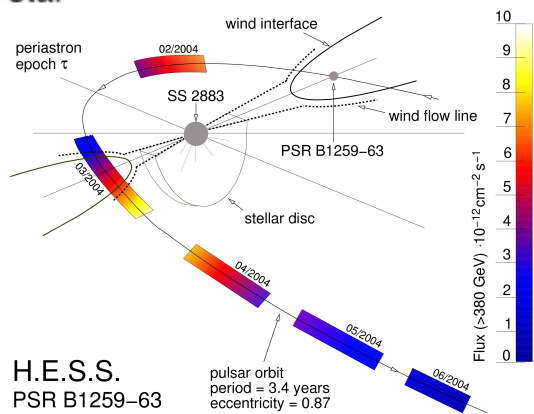 wind interface
periastron
epoch τ
02/2004
SS 2883
wind flow line
PSR B1259−63
03/2004
stellar disc
04/2004
05/2004
06/2004
pulsar orbit
period = 3.4 years
eccentricity = 0.87
H.E.S.S.
PSR B1259−63
10
9
8
7
6
5
4
3
2
1
0
Flux (>380 GeV) ·10⁻¹² cm⁻² s⁻¹